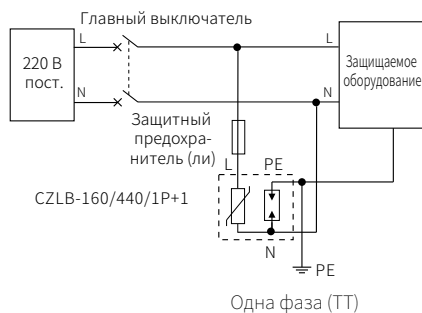 Главный выключатель
L
L
220 В
пост.
Защищаемое
оборудование
N
N
Защитный
предохра-
нитель (ли)
L
PE
CZLB-160/440/1P+1
N
PE
Одна фаза (TT)